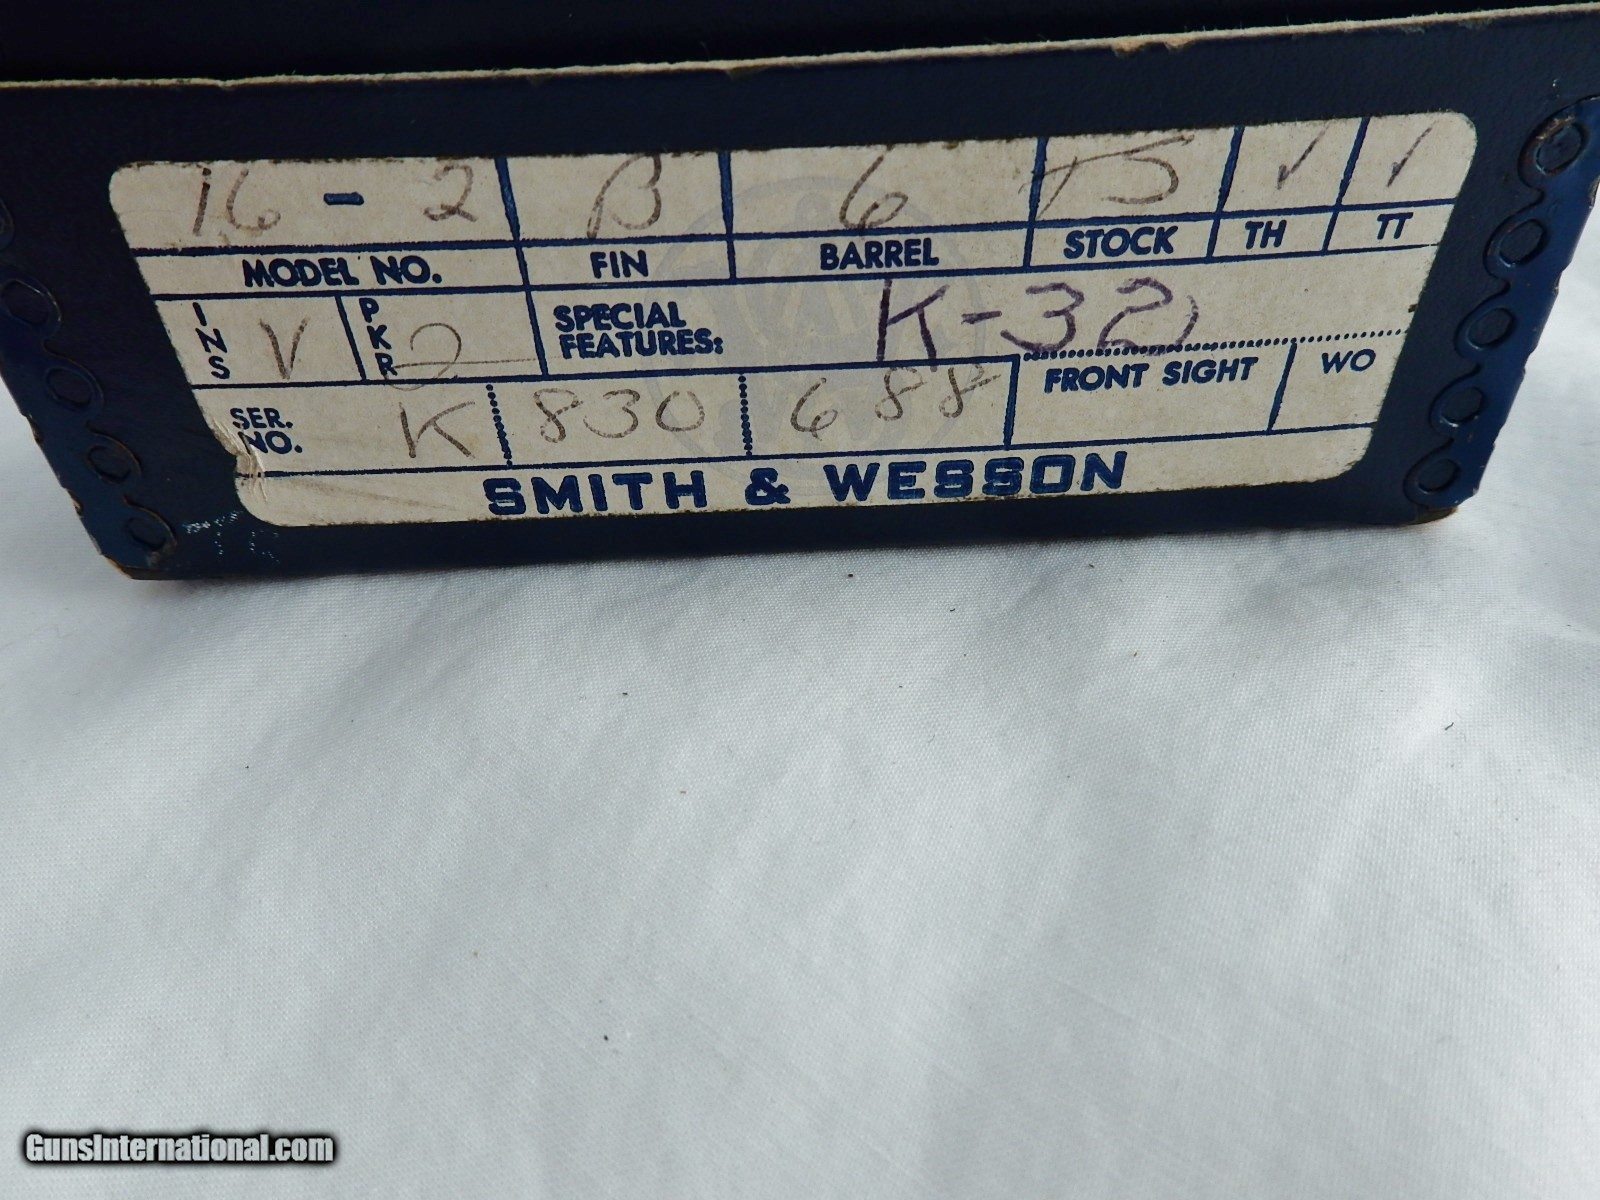 16 - 2 B 6 TS ✓ ✓
MODEL NO. FIN BARREL STOCK TH TT
INS V PKR 2 SPECIAL FEATURES: K-32
FRONT SIGHT WO
SER. NO. K 830 688
SMITH & WESSON
GunsInternational.com